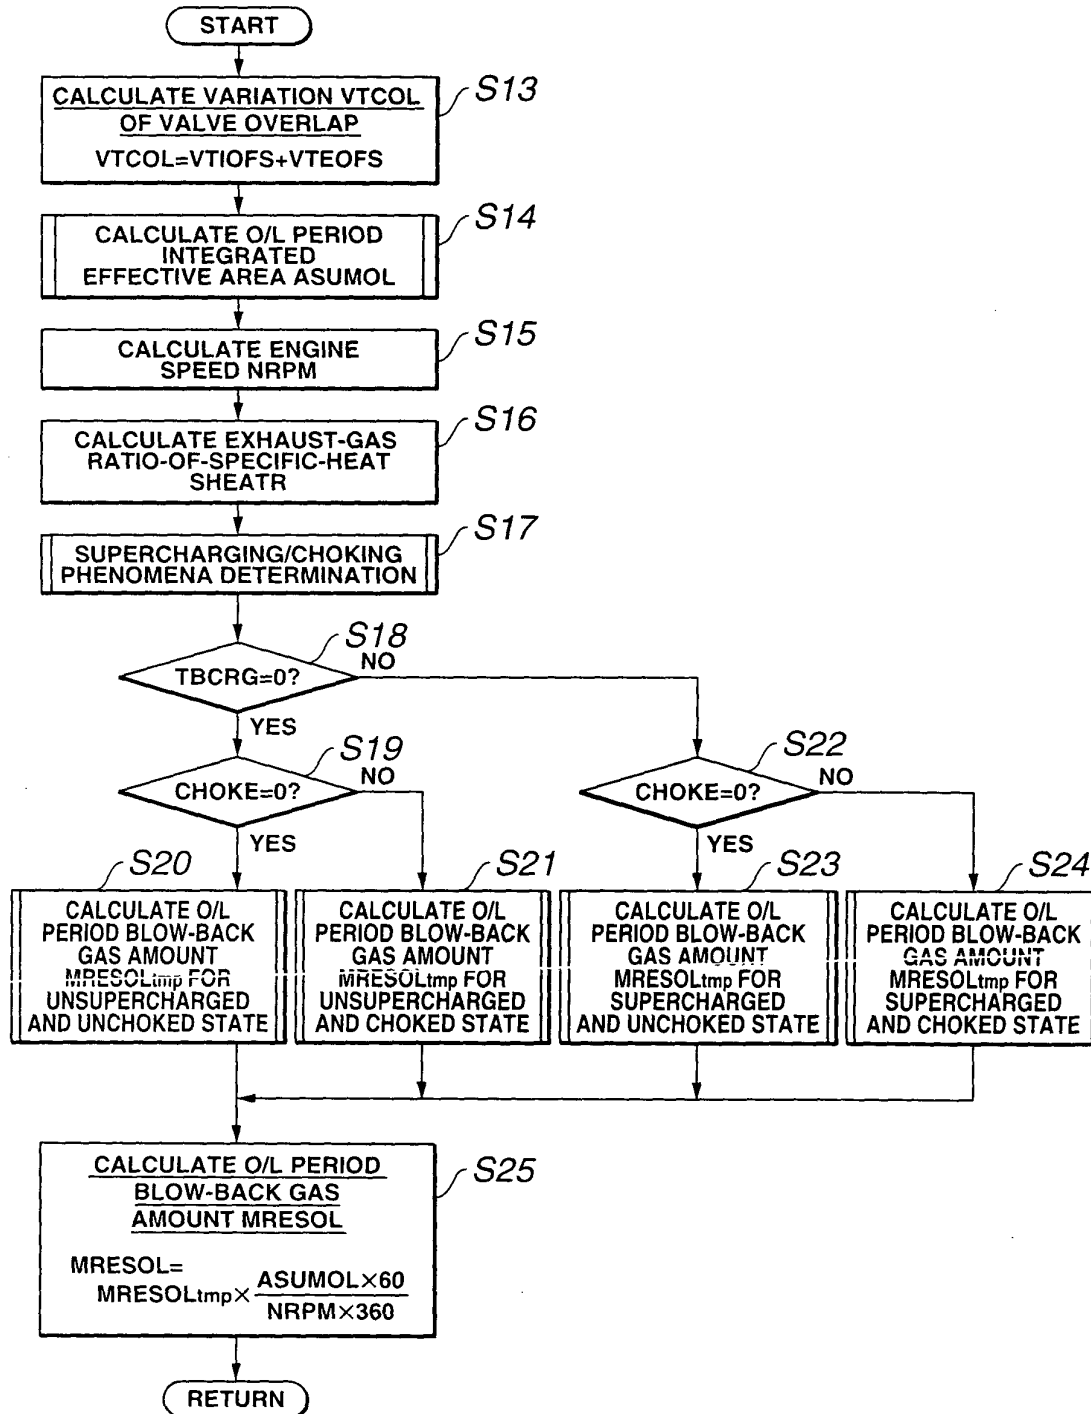 START
CALCULATE VARIATION VTCOL
OF VALVE OVERLAP
VTCOL=VTIOFS+VTEOFS
S13
CALCULATE O/L PERIOD
INTEGRATED
EFFECTIVE AREA ASUMOL
S14
CALCULATE ENGINE
SPEED NRPM
S15
CALCULATE EXHAUST-GAS
RATIO-OF-SPECIFIC-HEAT
SHEATR
S16
SUPERCHARGING/CHOKING
PHENOMENA DETERMINATION
S17
S18
TBCRG=0?
NO
YES
S19
CHOKE=0?
NO
YES
S22
CHOKE=0?
NO
YES
S20
CALCULATE O/L
PERIOD BLOW-BACK
GAS AMOUNT
MRESOLtmp FOR
UNSUPERCHARGED
AND UNCHOKED STATE
S21
CALCULATE O/L
PERIOD BLOW-BACK
GAS AMOUNT
MRESOLtmp FOR
UNSUPERCHARGED
AND CHOKED STATE
S23
CALCULATE O/L
PERIOD BLOW-BACK
GAS AMOUNT
MRESOLtmp FOR
SUPERCHARGED
AND UNCHOKED STATE
S24
CALCULATE O/L
PERIOD BLOW-BACK
GAS AMOUNT
MRESOLtmp FOR
SUPERCHARGED
AND CHOKED STATE
CALCULATE O/L PERIOD
BLOW-BACK GAS
AMOUNT MRESOL
MRESOL=
MRESOLtmp×
ASUMOL×60
NRPM×360
S25
RETURN